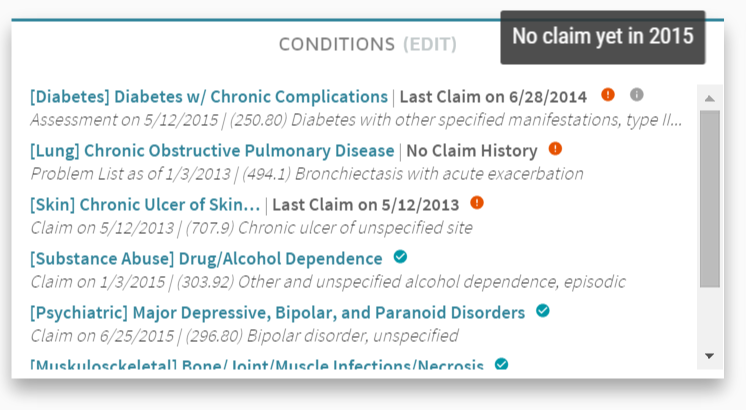 No claim yet in 2015
CONDITIONS (EDIT)
[Diabetes] Diabetes w/ Chronic Complications | Last Claim on 6/28/2014
Assessment on 5/12/2015 | (250.80) Diabetes with other specified manifestations, type II...
[Lung] Chronic Obstructive Pulmonary Disease | No Claim History
Problem List as of 1/3/2013 | (494.1) Bronchiectasis with acute exacerbation
[Skin] Chronic Ulcer of Skin... | Last Claim on 5/12/2013
Claim on 5/12/2013 | (707.9) Chronic ulcer of unspecified site
[Substance Abuse] Drug/Alcohol Dependence
Claim on 1/3/2015 | (303.92) Other and unspecified alcohol dependence, episodic
[Psychiatric] Major Depressive, Bipolar, and Paranoid Disorders
Claim on 6/25/2015 | (296.80) Bipolar disorder, unspecified
[Muskulosckeletal] Bone/Joint/Muscle Infections/Necrosis